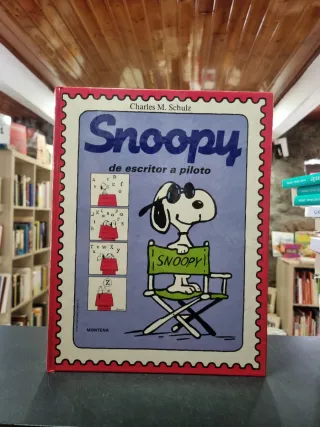 Charles M. Schulz
Snoopy
de escritor a piloto
SNOOPY
MONTENA